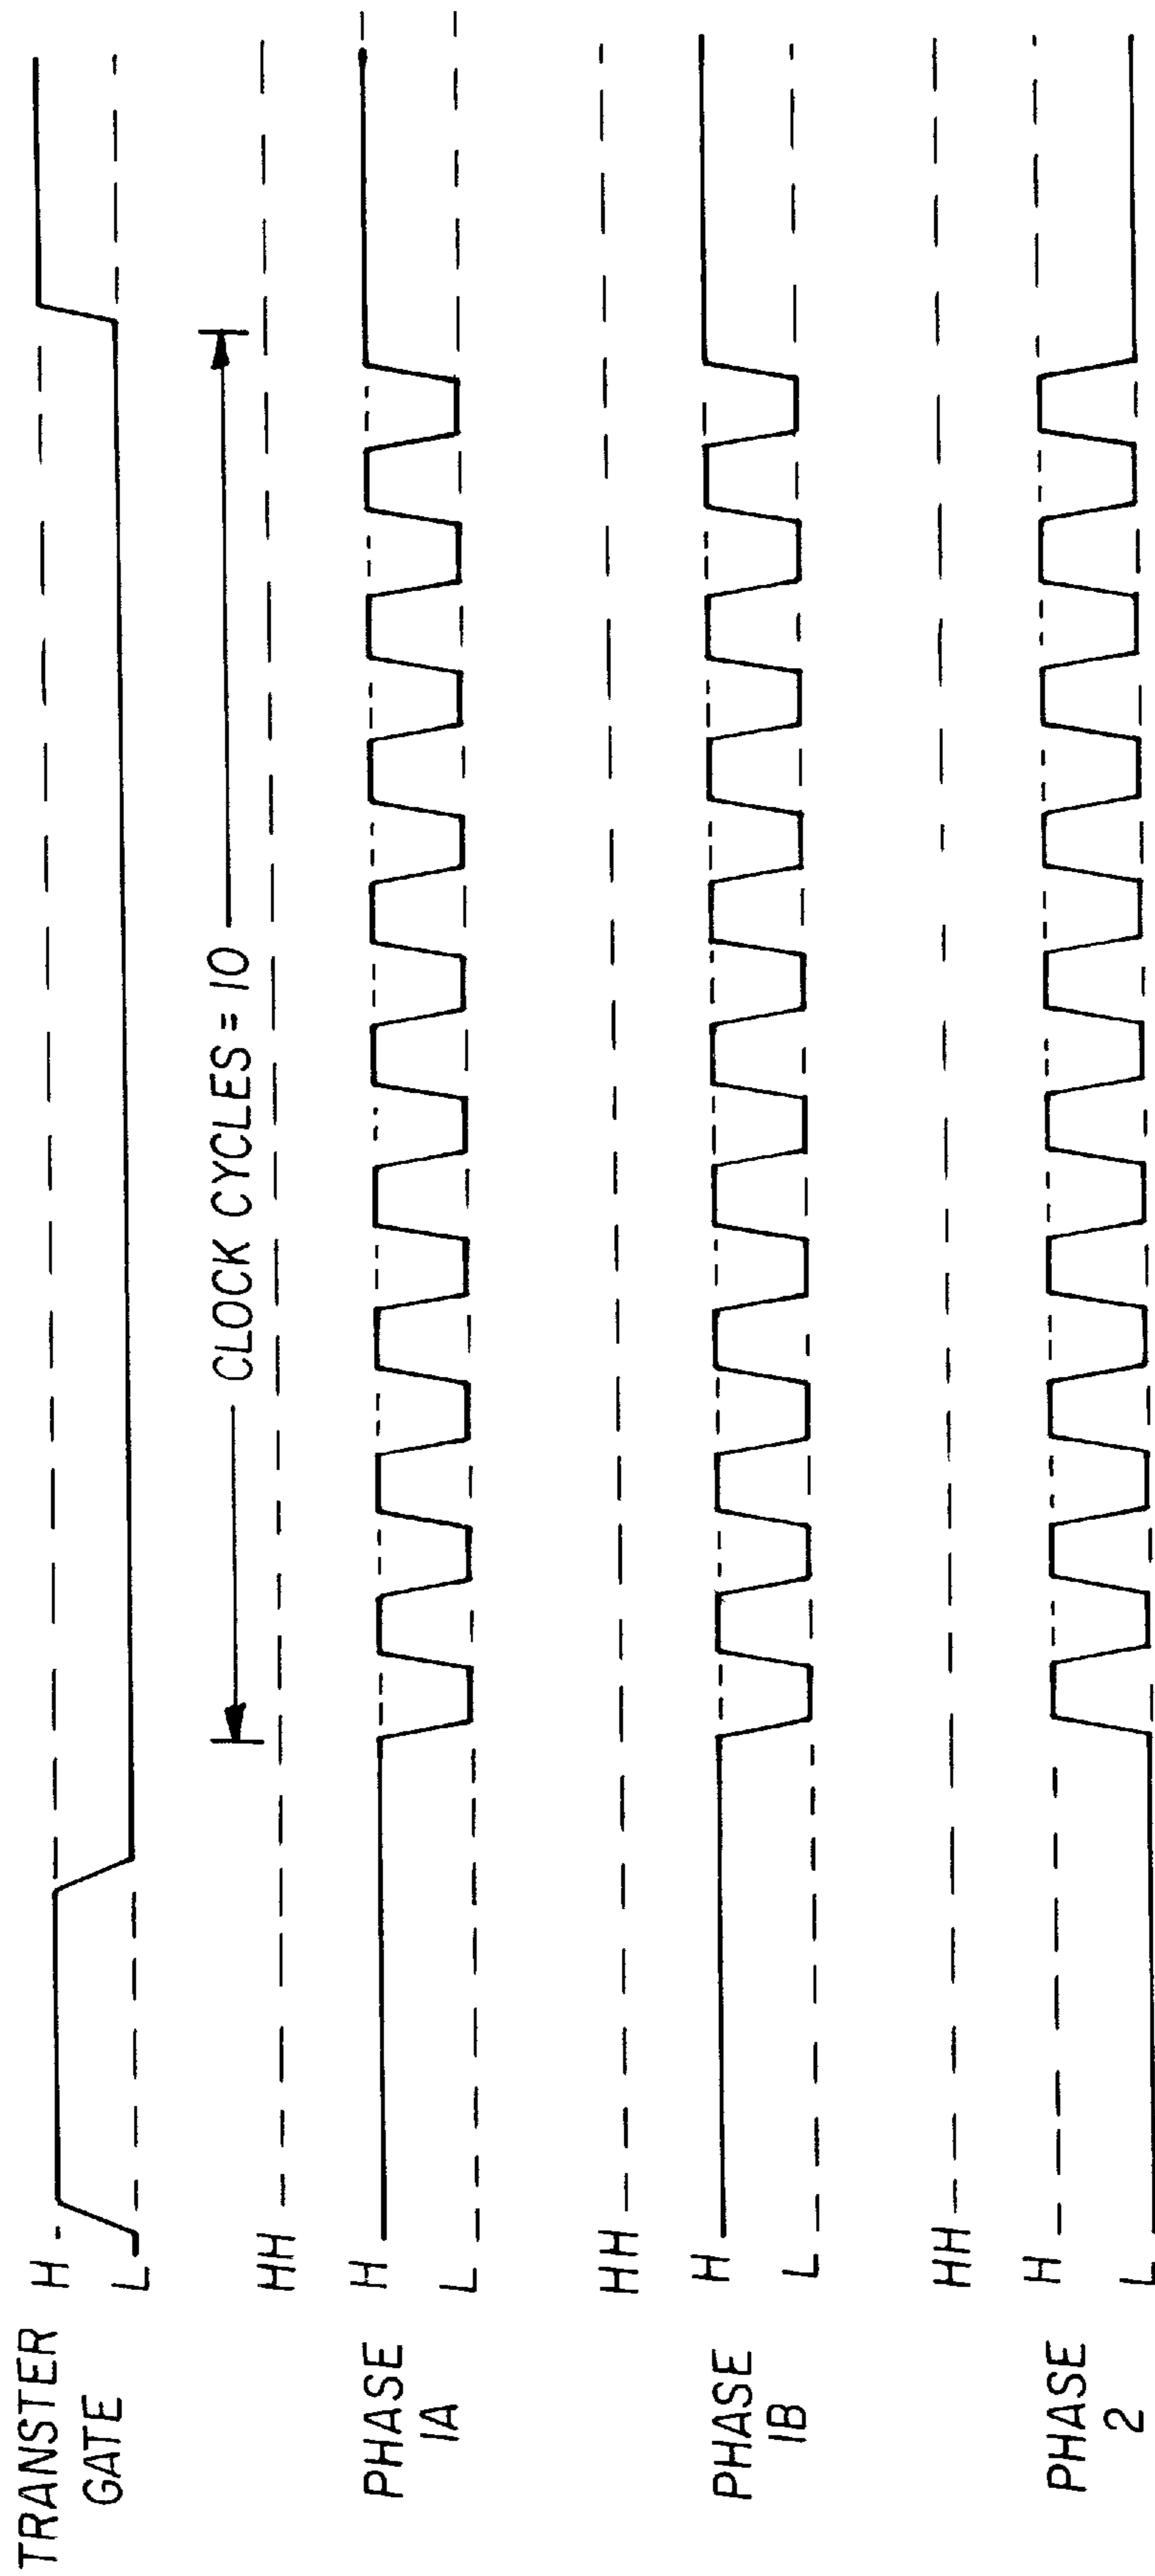 TRANSTER
GATE
H
L
CLOCK CYCLES = 10
HH
H
L
PHASE
1A
HH
H
L
PHASE
1B
HH
H
L
PHASE
2